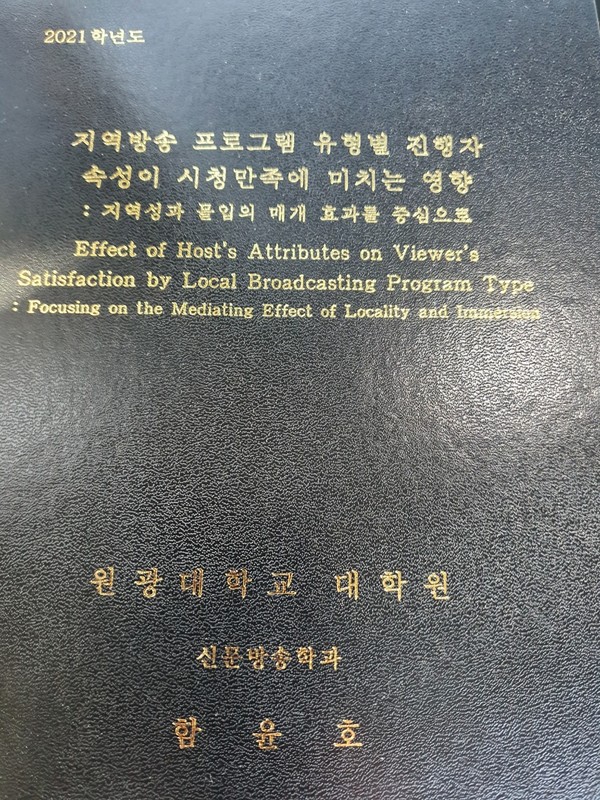 2021학년도
지역방송 프로그램 유형별 진행자
속성이 시청만족에 미치는 영향
: 지역성과 몰입의 매개 효과를 중심으로
Effect of Host's Attributes on Viewer's
Satisfaction by Local Broadcasting Program Type
: Focusing on the Mediating Effect of Locality and Immersion
원광대학교 대학원
신문방송학과
함 윤 호